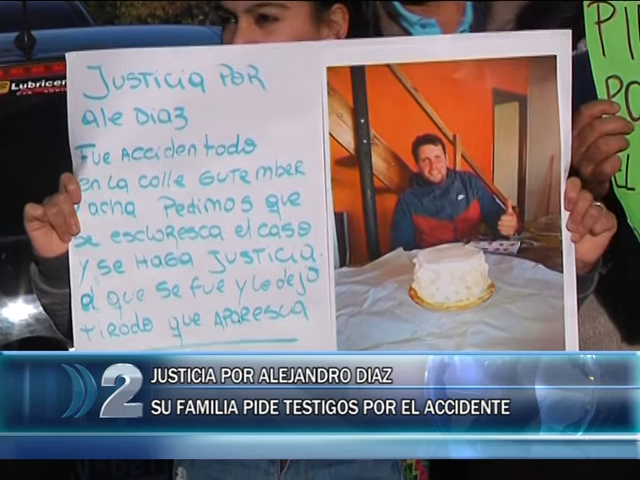 Lubricen
JUSTICIA POR
ale Diaz
Fue Accidentado
en la calle Gutember
acha Pedimos que
se escloresca el caso
y se HAGA JUSTICIA
al que se fue y lo dejo
tirado que APARESCA
2
JUSTICIA POR ALEJANDRO DIAZ
SU FAMILIA PIDE TESTIGOS POR EL ACCIDENTE